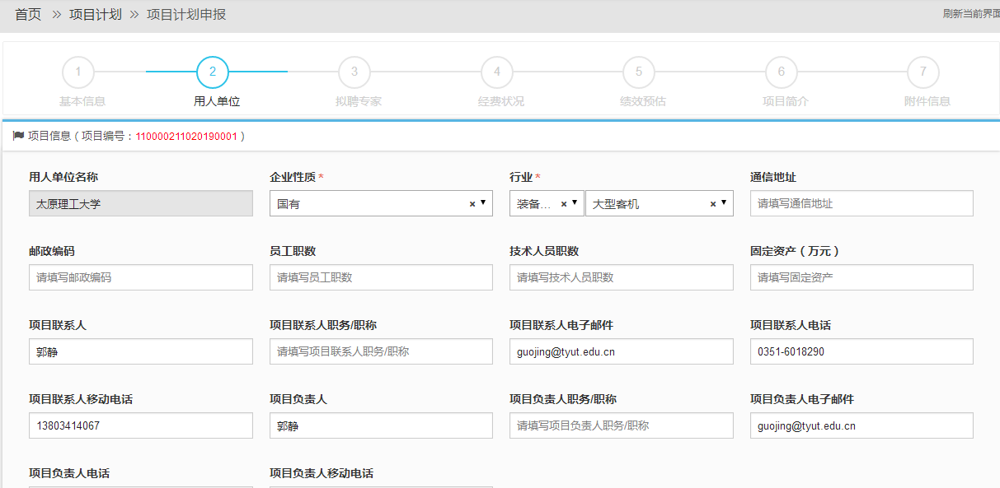 首页 » 项目计划 » 项目计划申报
刷新当前界面
1 2 3 4 5 6 7
基本信息 用人单位 拟聘专家 经费状况 绩效预估 项目简介 附件信息
项目信息 ( 项目编号：110000211020190001 )
用人单位名称 企业性质 * 行业 * 通信地址
太原理工大学 国有 × ▼ 装备... × ▼ 大型客机 × ▼ 请填写通信地址
邮政编码 员工职数 技术人员职数 固定资产（万元）
请填写邮政编码 请填写员工职数 请填写技术人员职数 请填写固定资产
项目联系人 项目联系人职务/职称 项目联系人电子邮件 项目联系人电话
郭静 请填写项目联系人职务/职称 guojing@tyut.edu.cn 0351-6018290
项目联系人移动电话 项目负责人 项目负责人职务/职称 项目负责人电子邮件
13803414067 郭静 请填写项目负责人职务/职称 guojing@tyut.edu.cn
项目负责人电话 项目负责人移动电话